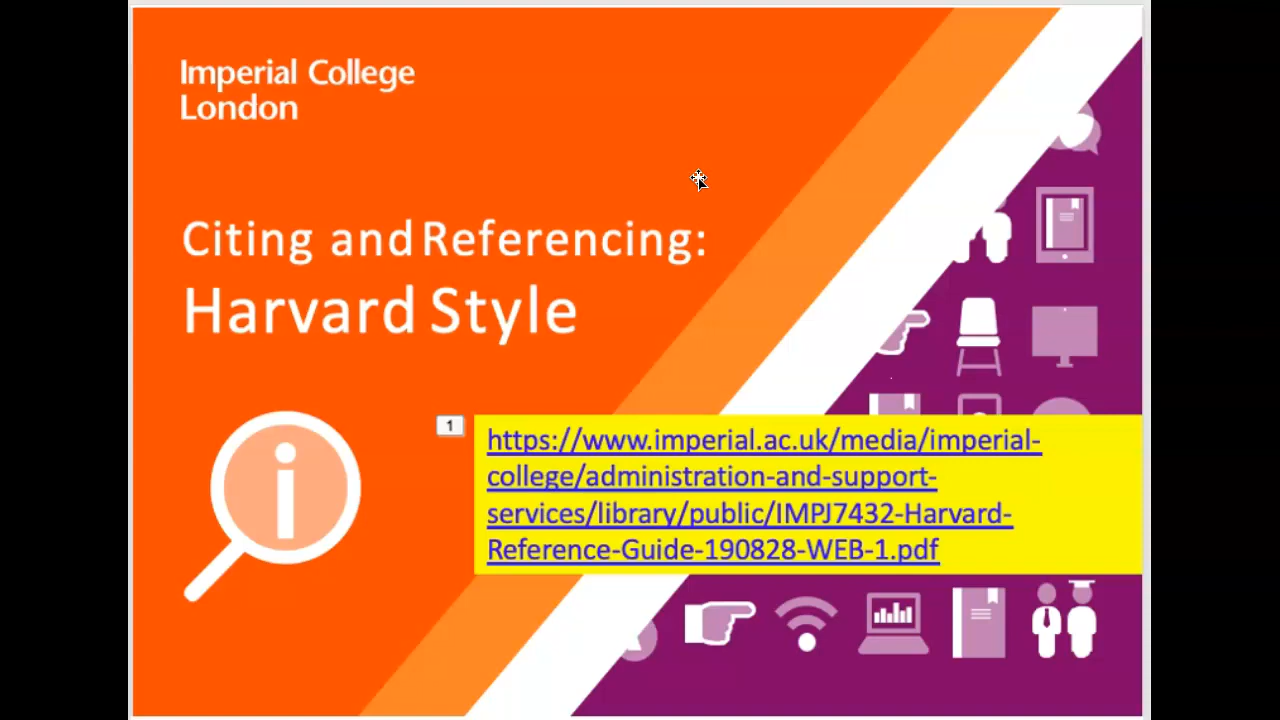 Imperial College
London
Citing and Referencing:
Harvard Style
1
https://www.imperial.ac.uk/media/imperial-
college/administration-and-support-
services/library/public/IMPJ7432-Harvard-
Reference-Guide-190828-WEB-1.pdf